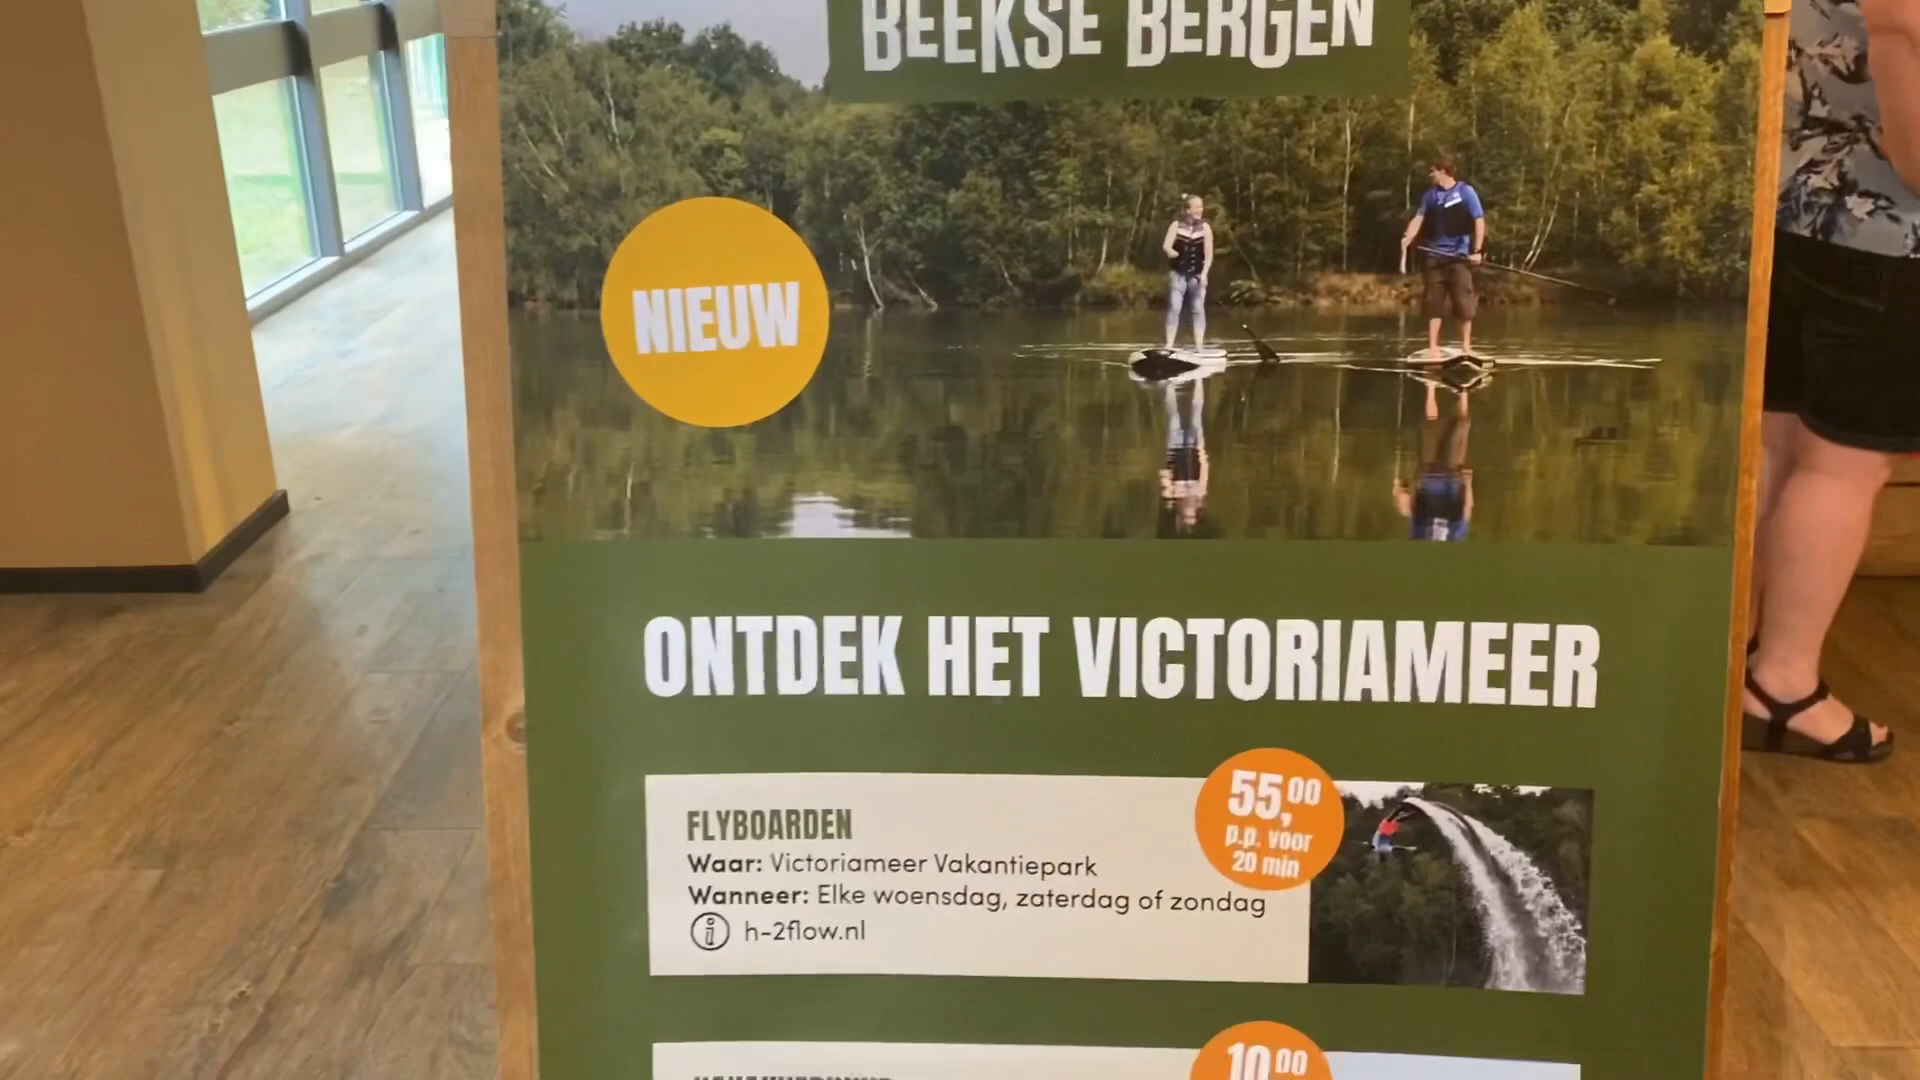 BEEKSE BERGEN
NIEUW
ONTDEK HET VICTORIAMEER
FLYBOARDEN
Waar: Victoriameer Vakantiepark
Wanneer: Elke woensdag, zaterdag of zondag
h-2flow.nl
55,00
p.p. voor
20 min
10,00